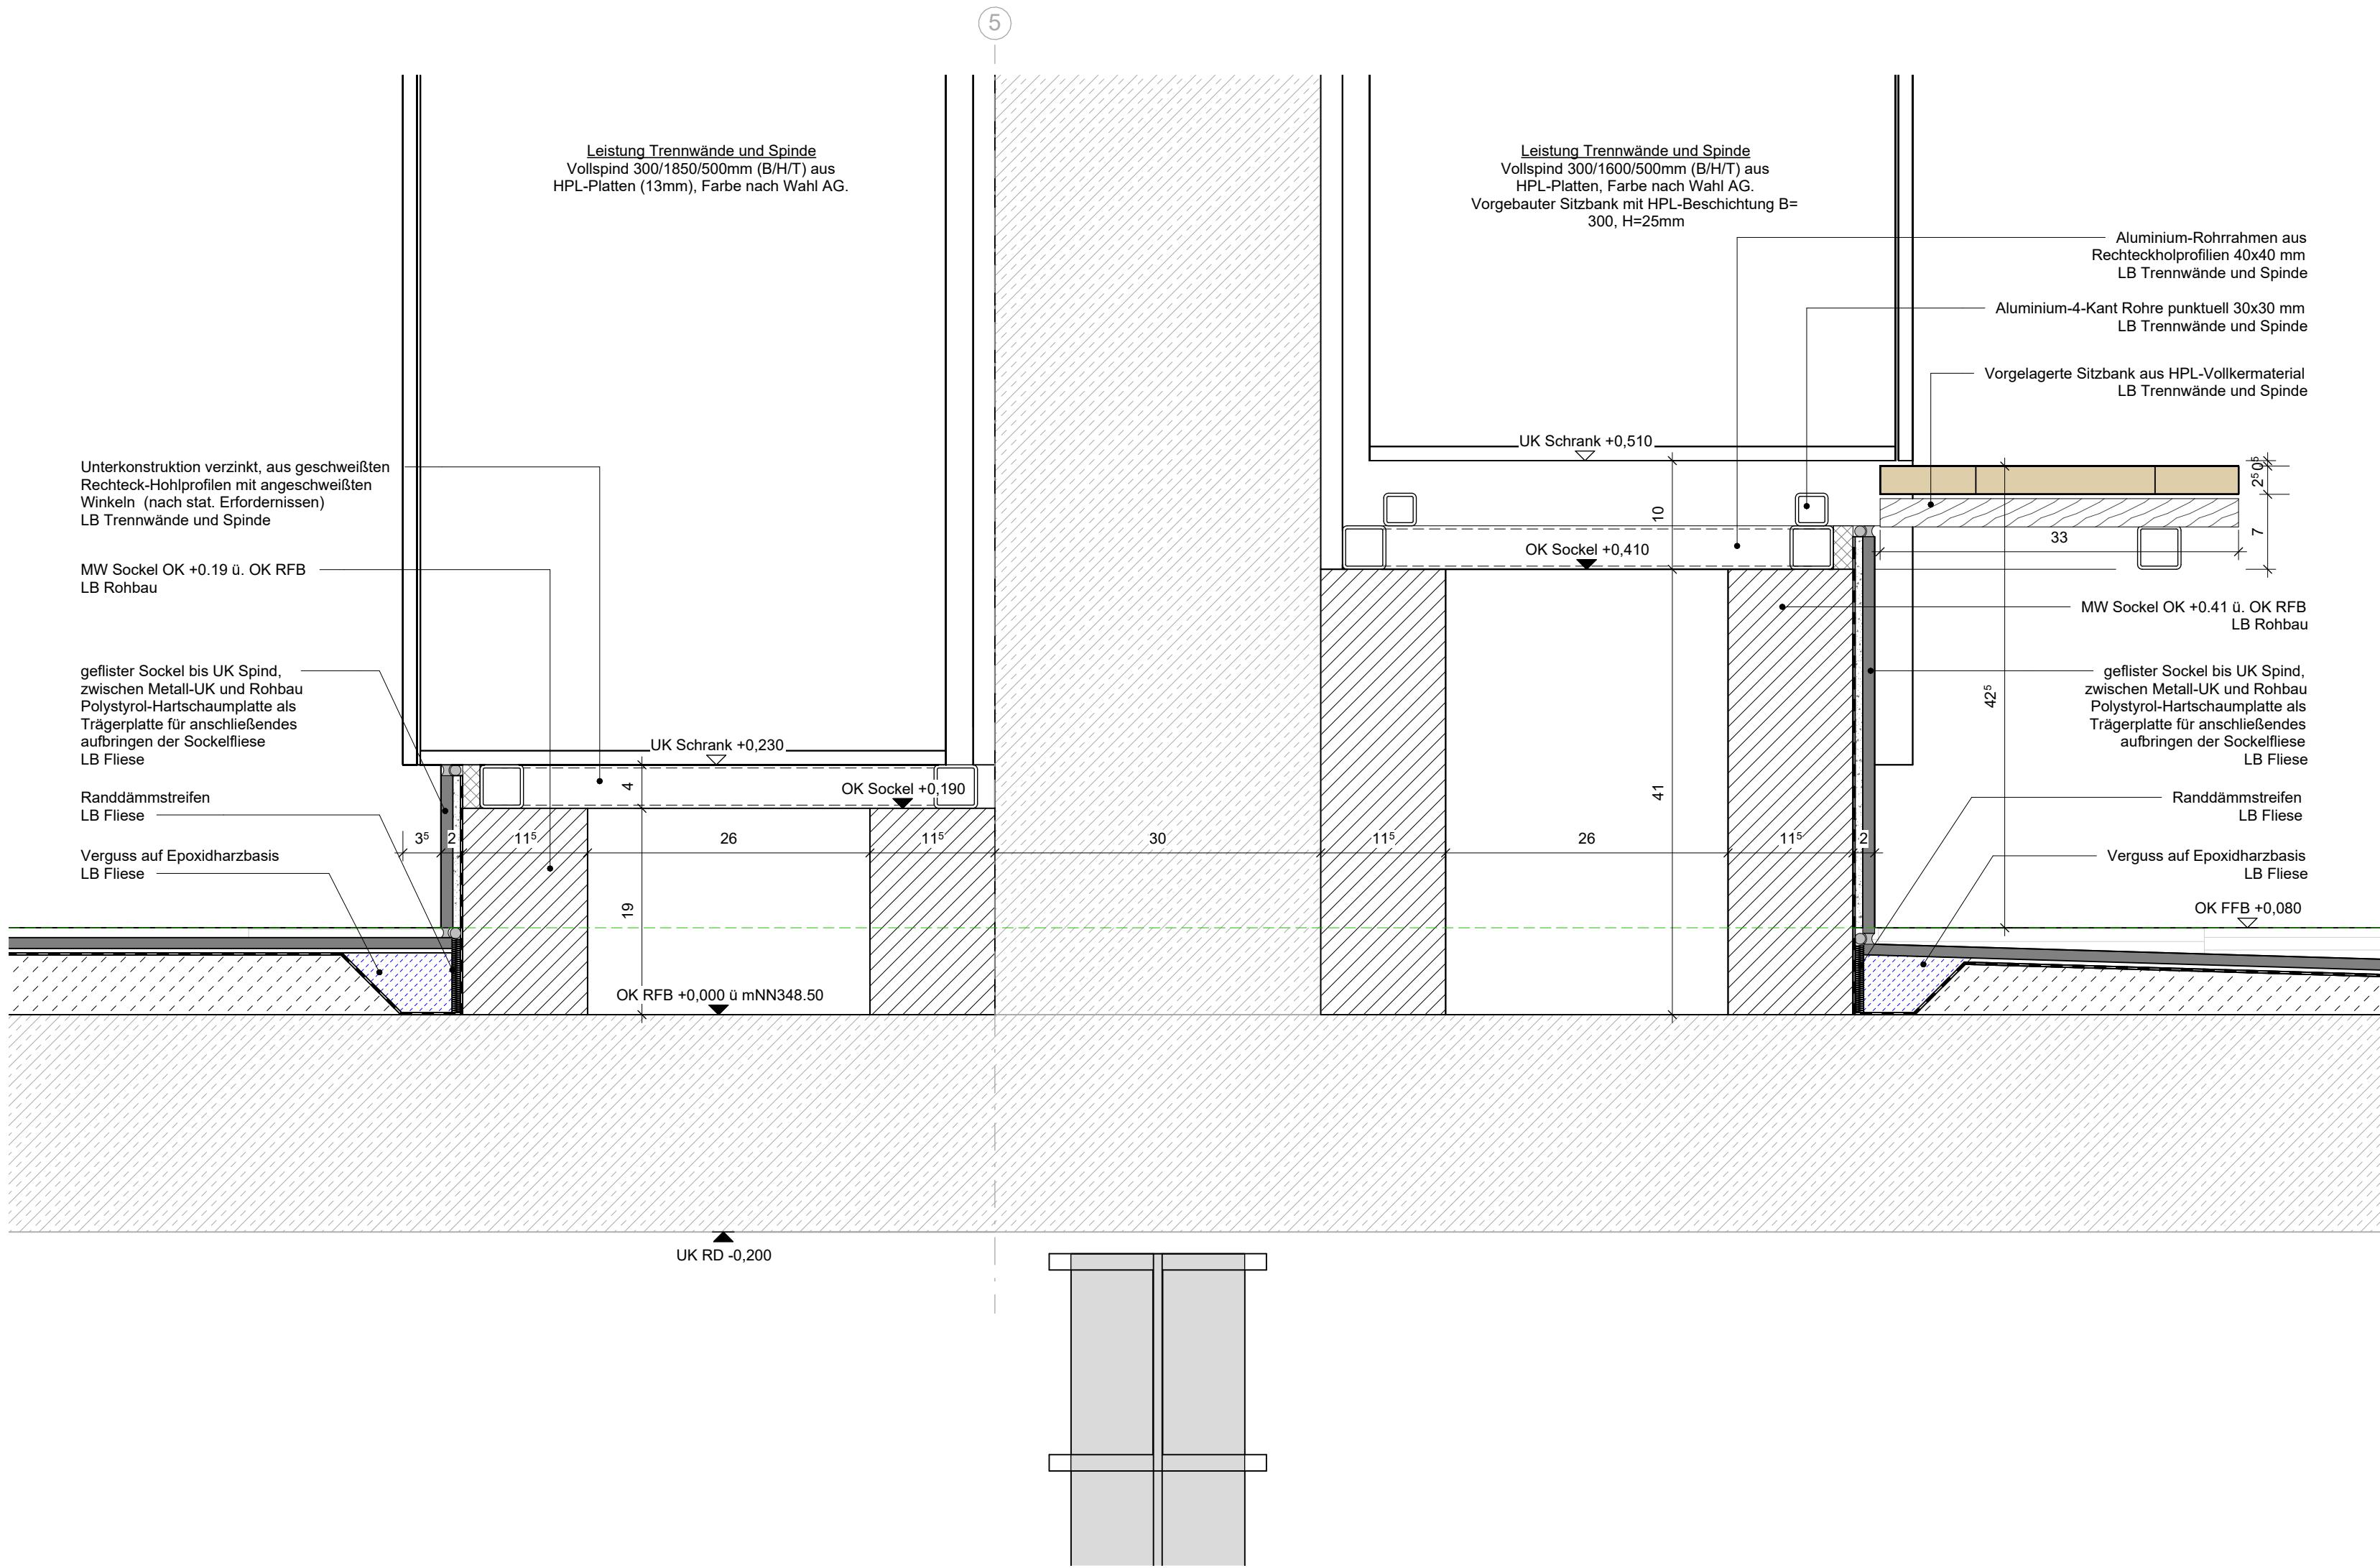 5
Leistung Trennwände und Spinde
Vollspind 300/1850/500mm (B/H/T) aus
HPL-Platten (13mm), Farbe nach Wahl AG.
Leistung Trennwände und Spinde
Vollspind 300/1600/500mm (B/H/T) aus
HPL-Platten, Farbe nach Wahl AG.
Vorgebauter Sitzbank mit HPL-Beschichtung B=
300, H=25mm
Aluminium-Rohrrahmen aus
Rechteckholprofilien 40x40 mm
LB Trennwände und Spinde
Aluminium-4-Kant Rohre punktuell 30x30 mm
LB Trennwände und Spinde
Vorgelagerte Sitzbank aus HPL-Vollkermaterial
LB Trennwände und Spinde
Unterkonstruktion verzinkt, aus geschweißten
Rechteck-Hohlprofilen mit angeschweißten
Winkeln (nach stat. Erfordernissen)
LB Trennwände und Spinde
MW Sockel OK +0.19 ü. OK RFB
LB Rohbau
geflister Sockel bis UK Spind,
zwischen Metall-UK und Rohbau
Polystyrol-Hartschaumplatte als
Trägerplatte für anschließendes
aufbringen der Sockelfliese
LB Fliese
Randdämmstreifen
LB Fliese
Verguss auf Epoxidharzbasis
LB Fliese
UK Schrank +0,230
4
OK Sockel +0,190
3⁵
2
11⁵
26
11⁵
30
11⁵
26
11⁵
2
19
OK RFB +0,000 ü mNN348.50
UK Schrank +0,510
10
OK Sockel +0,410
41
0⁵
2⁵
7
33
42⁵
MW Sockel OK +0.41 ü. OK RFB
LB Rohbau
geflister Sockel bis UK Spind,
zwischen Metall-UK und Rohbau
Polystyrol-Hartschaumplatte als
Trägerplatte für anschließendes
aufbringen der Sockelfliese
LB Fliese
Randdämmstreifen
LB Fliese
Verguss auf Epoxidharzbasis
LB Fliese
OK FFB +0,080
UK RD -0,200